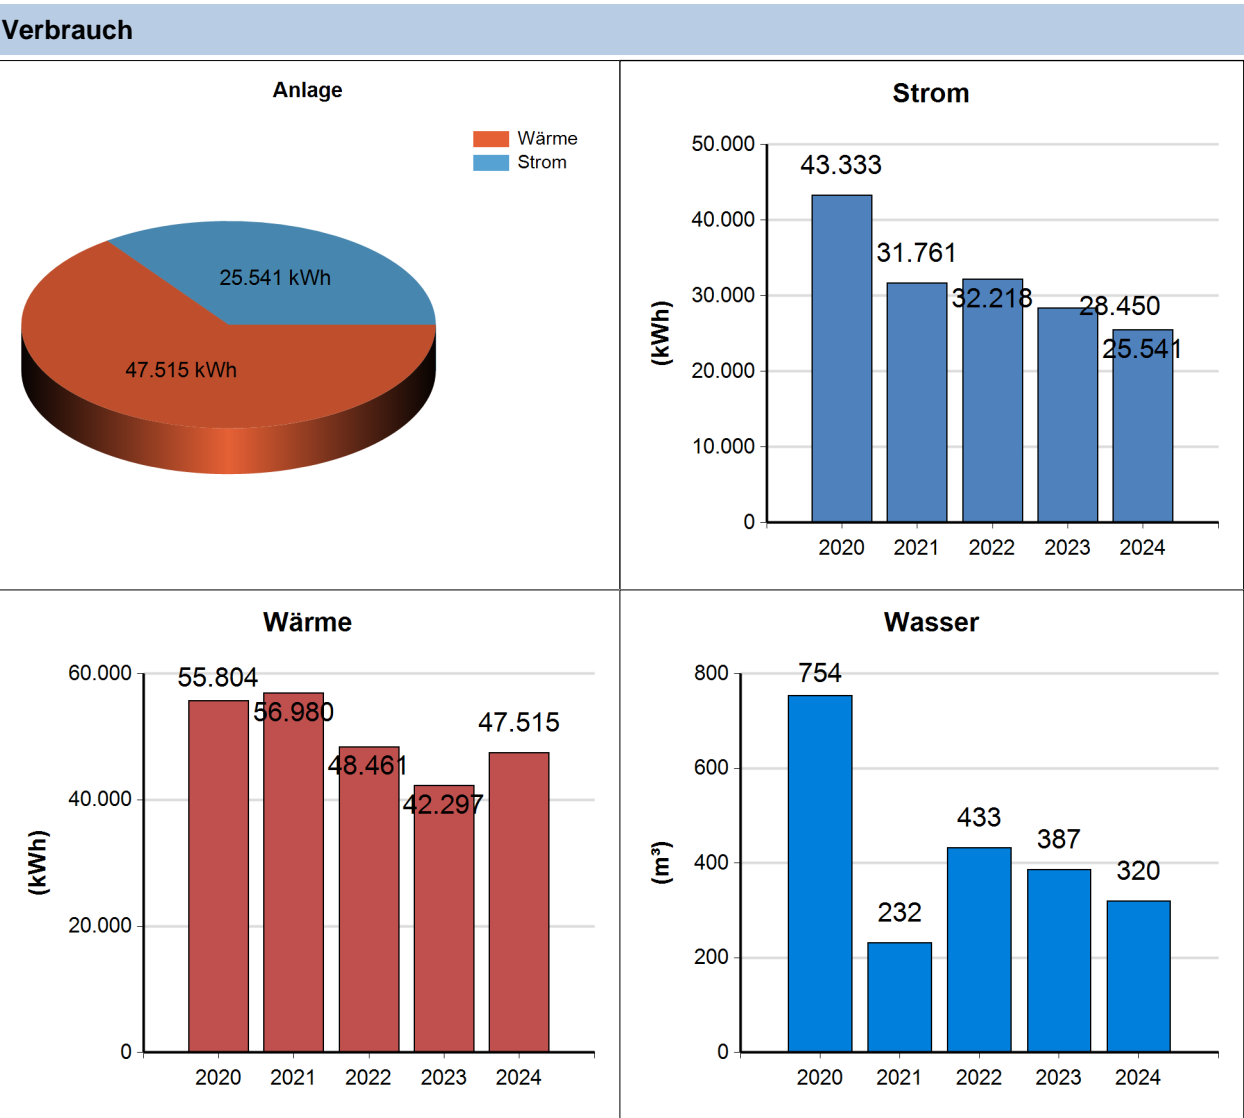 Verbrauch
Anlage
Wärme
Strom
25.541 kWh
47.515 kWh
Strom
50.000
40.000
30.000
20.000
10.000
0
(kWh)
43.333
31.761
32.218
28.450
25.541
2020 2021 2022 2023 2024
Wärme
60.000
40.000
20.000
0
(kWh)
55.804
56.980
48.461
42.297
47.515
2020 2021 2022 2023 2024
Wasser
800
600
400
200
0
(m³)
754
232
433
387
320
2020 2021 2022 2023 2024